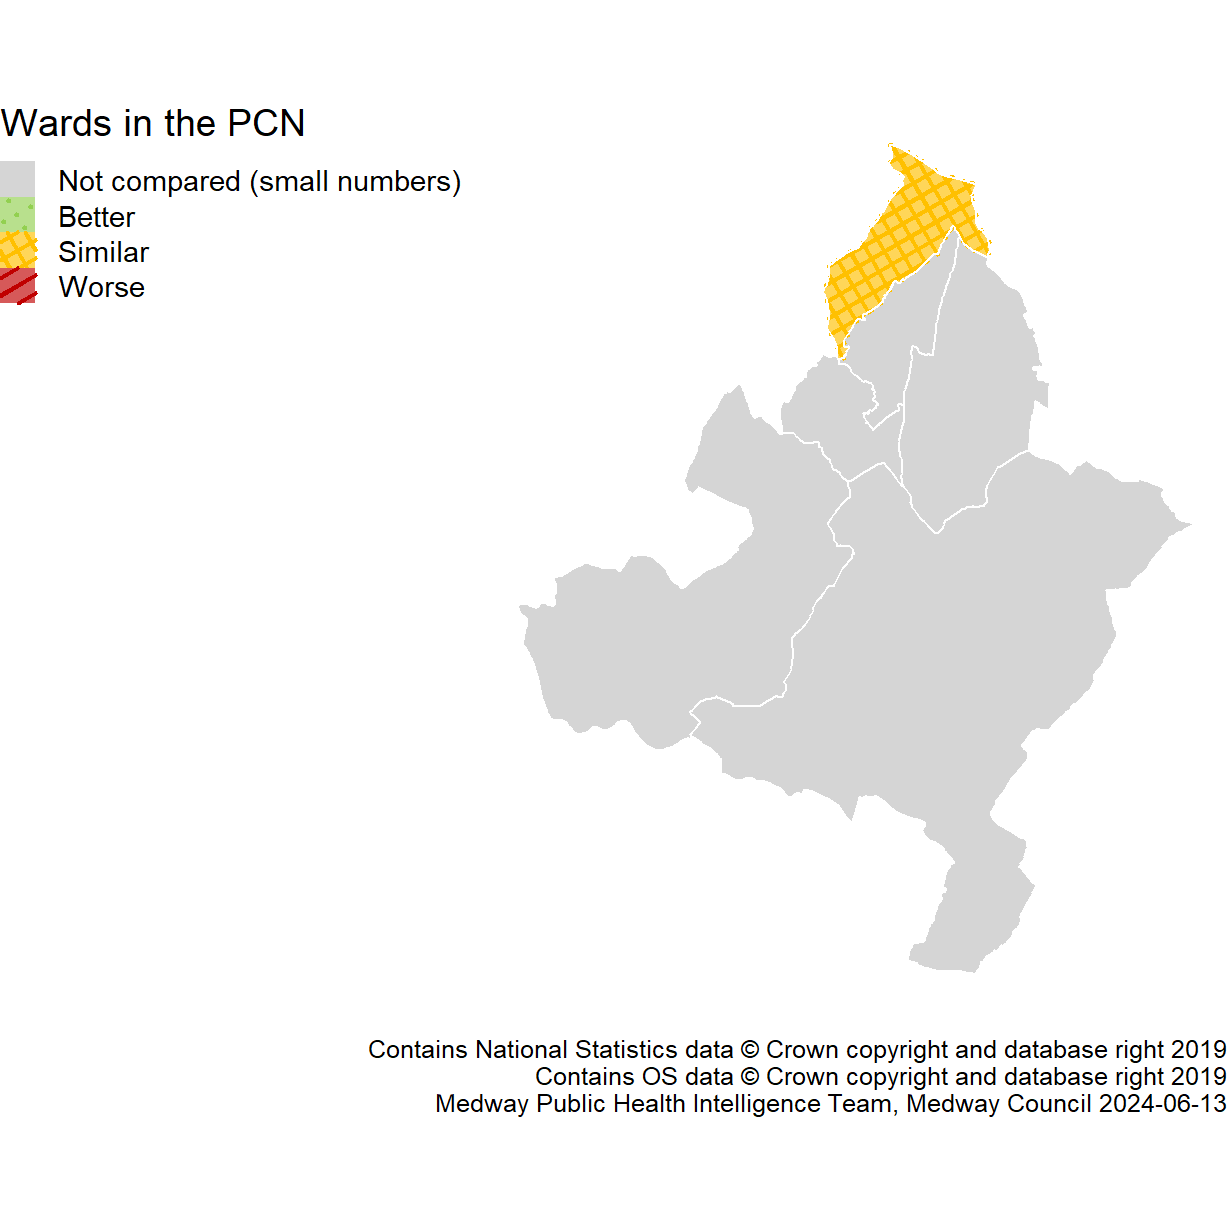 Wards in the PCN
Not compared (small numbers)
Better
Similar
Worse
Contains National Statistics data © Crown copyright and database right 2019
Contains OS data © Crown copyright and database right 2019
Medway Public Health Intelligence Team, Medway Council 2024-06-13